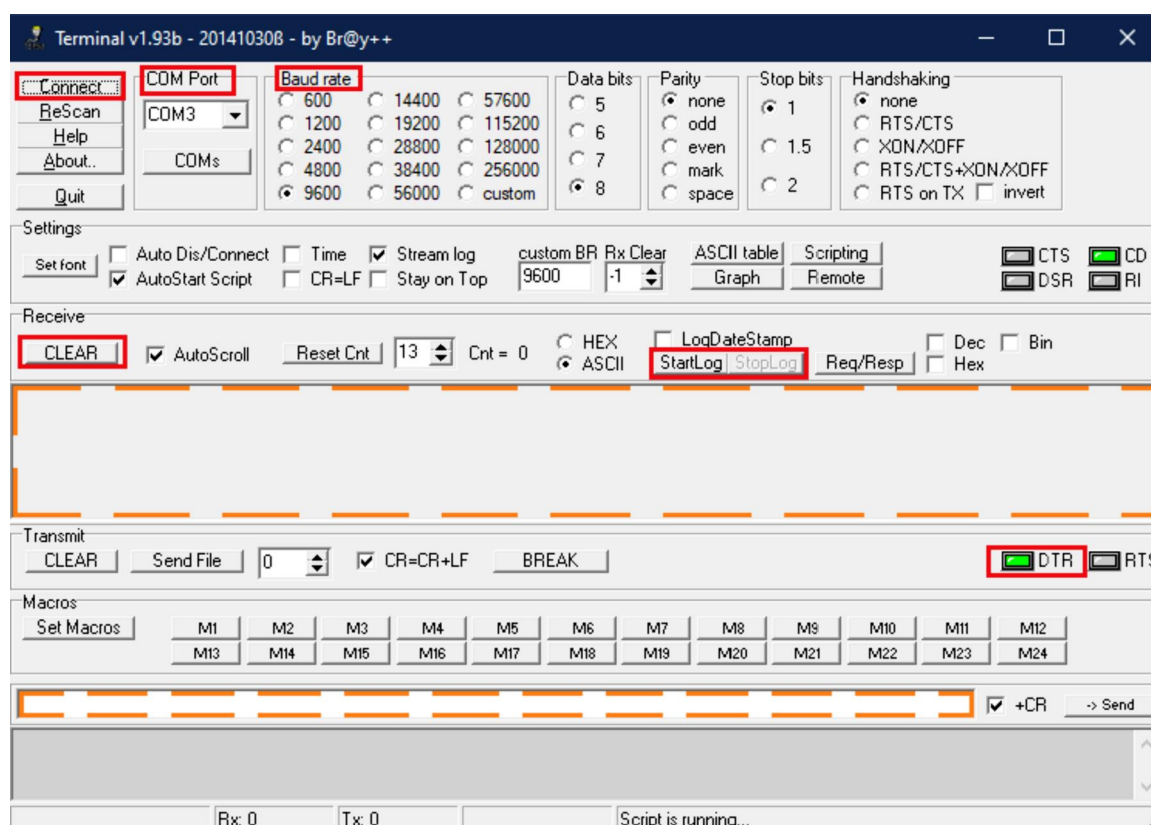 Terminal v1.93b - 20141030ß - by Br@y++
Connect
ReScan
Help
About..
Quit
COM Port
COM3
COMs
Baud rate
600 14400 57600
1200 19200 115200
2400 28800 128000
4800 38400 256000
9600 56000 custom
Data bits
5
6
7
8
Parity
none
odd
even
mark
space
Stop bits
1
1.5
2
Handshaking
none
RTS/CTS
XON/XOFF
RTS/CTS+XON/XOFF
RTS on TX invert
Settings
Set font
Auto Dis/Connect Time Stream log
AutoStart Script CR=LF Stay on Top
custom BR Rx Clear
9600 -1
ASCII table Scripting
Graph Remote
CTS CD
DSR RI
Receive
CLEAR AutoScroll Reset Cnt 13 Cnt = 0
HEX
ASCII
LogDateStamp
StartLog StopLog Req/Resp
Dec Bin
Hex
Transmit
CLEAR Send File 0 CR=CR+LF BREAK DTR RTS
Macros
Set Macros
M1 M2 M3 M4 M5 M6 M7 M8 M9 M10 M11 M12
M13 M14 M15 M16 M17 M18 M19 M20 M21 M22 M23 M24
+CR -> Send
Rx: 0 Tx: 0 Script is running...